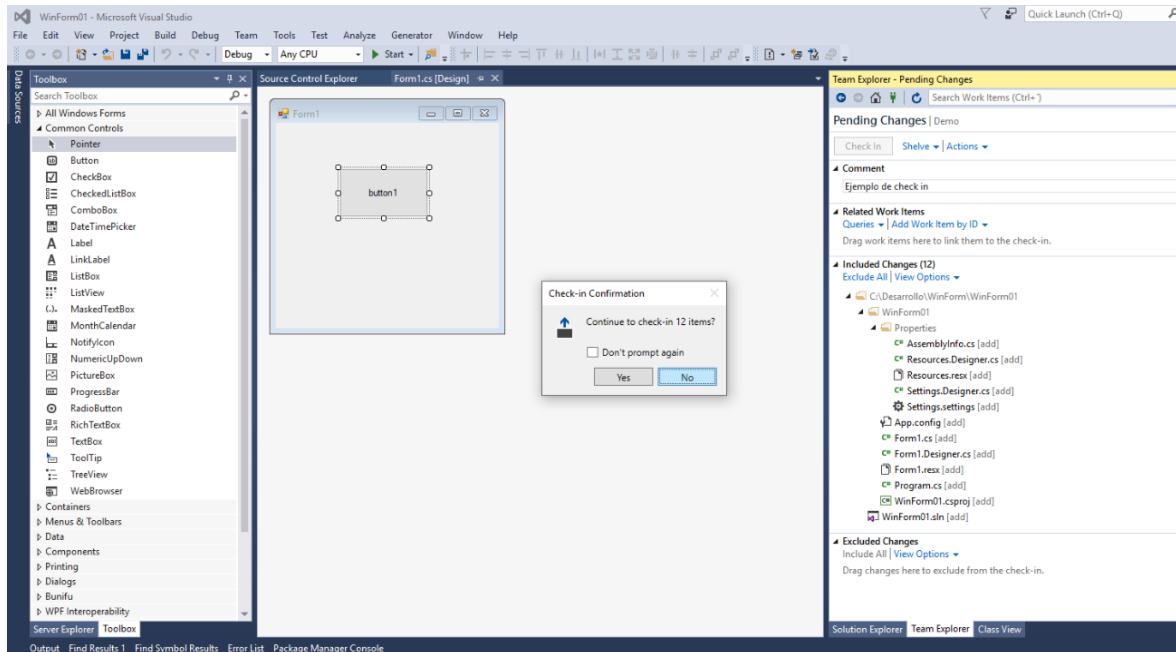 WinForm01 - Microsoft Visual Studio
Quick Launch (Ctrl+Q)
File Edit View Project Build Debug Team Tools Test Analyze Generator Window Help
Debug Any CPU Start
Data Sources
Toolbox
Search Toolbox
All Windows Forms
Common Controls
Pointer
Button
CheckBox
CheckedListBox
ComboBox
DateTimePicker
Label
LinkLabel
ListBox
ListView
MaskedTextBox
MonthCalendar
NotifyIcon
NumericUpDown
PictureBox
ProgressBar
RadioButton
RichTextBox
TextBox
ToolTip
TreeView
WebBrowser
Containers
Menus & Toolbars
Data
Components
Printing
Dialogs
Bunifu
WPF Interoperability
Server Explorer Toolbox
Source Control Explorer Form1.cs [Design]
Form1
button1
Check-in Confirmation
Continue to check-in 12 items?
Don't prompt again
Yes No
Team Explorer - Pending Changes
Search Work Items (Ctrl+')
Pending Changes | Demo
Check In Shelve | Actions
Comment
Ejemplo de check in
Related Work Items
Queries | Add Work Item by ID
Drag work items here to link them to the check-in.
Included Changes (12)
Exclude All | View Options
C:\Desarrollo\WinForm\WinForm01
WinForm01
Properties
C# AssemblyInfo.cs [add]
C# Resources.Designer.cs [add]
Resources.resx [add]
C# Settings.Designer.cs [add]
Settings.settings [add]
App.config [add]
C# Form1.cs [add]
C# Form1.Designer.cs [add]
Form1.resx [add]
C# Program.cs [add]
C# WinForm01.csproj [add]
WinForm01.sln [add]
Excluded Changes
Include All | View Options
Drag changes here to exclude from the check-in.
Solution Explorer Team Explorer Class View
Output Find Results 1 Find Symbol Results Error List Package Manager Console